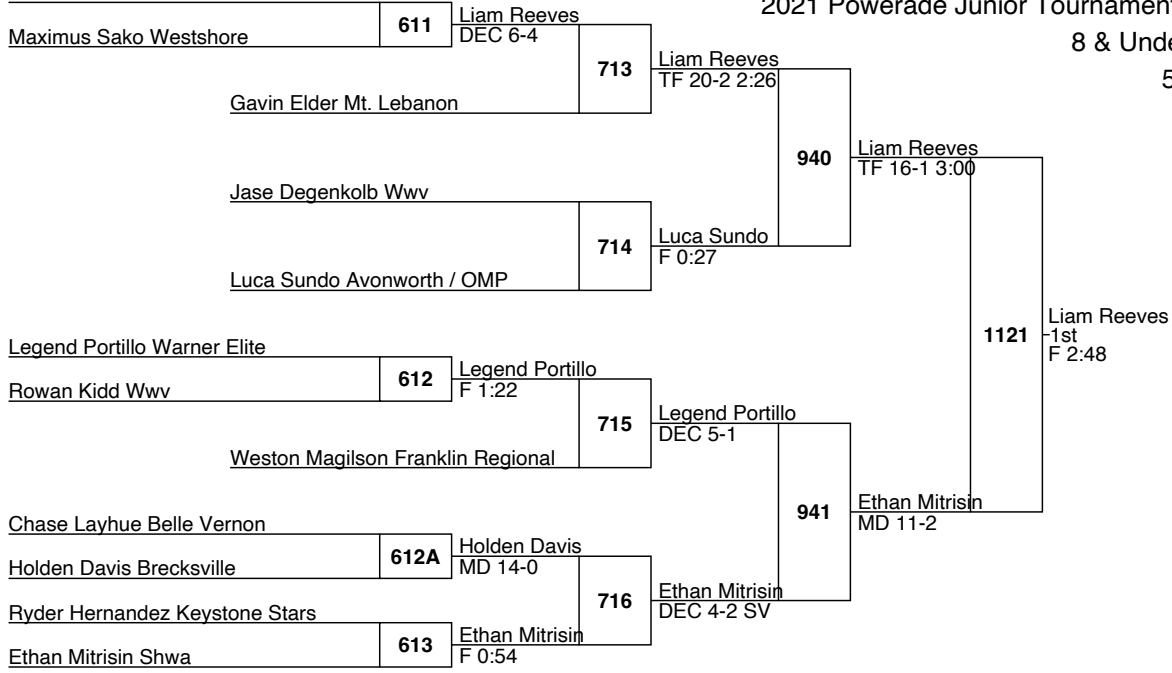 2021 Powerade Junior Tournament
8 & Unde
5
Maximus Sako Westshore
611
Liam Reeves
DEC 6-4
Gavin Elder Mt. Lebanon
713
Liam Reeves
TF 20-2 2:26
Jase Degenkolb Wwv
Luca Sundo Avonworth / OMP
714
Luca Sundo
F 0:27
940
Liam Reeves
TF 16-1 3:00
Legend Portillo Warner Elite
Rowan Kidd Wwv
612
Legend Portillo
F 1:22
Weston Magilson Franklin Regional
715
Legend Portillo
DEC 5-1
Chase Layhue Belle Vernon
Holden Davis Brecksville
612A
Holden Davis
MD 14-0
Ryder Hernandez Keystone Stars
Ethan Mitrisin Shwa
613
Ethan Mitrisin
F 0:54
716
Ethan Mitrisin
DEC 4-2 SV
941
Ethan Mitrisin
MD 11-2
1121
Liam Reeves
1st
F 2:48